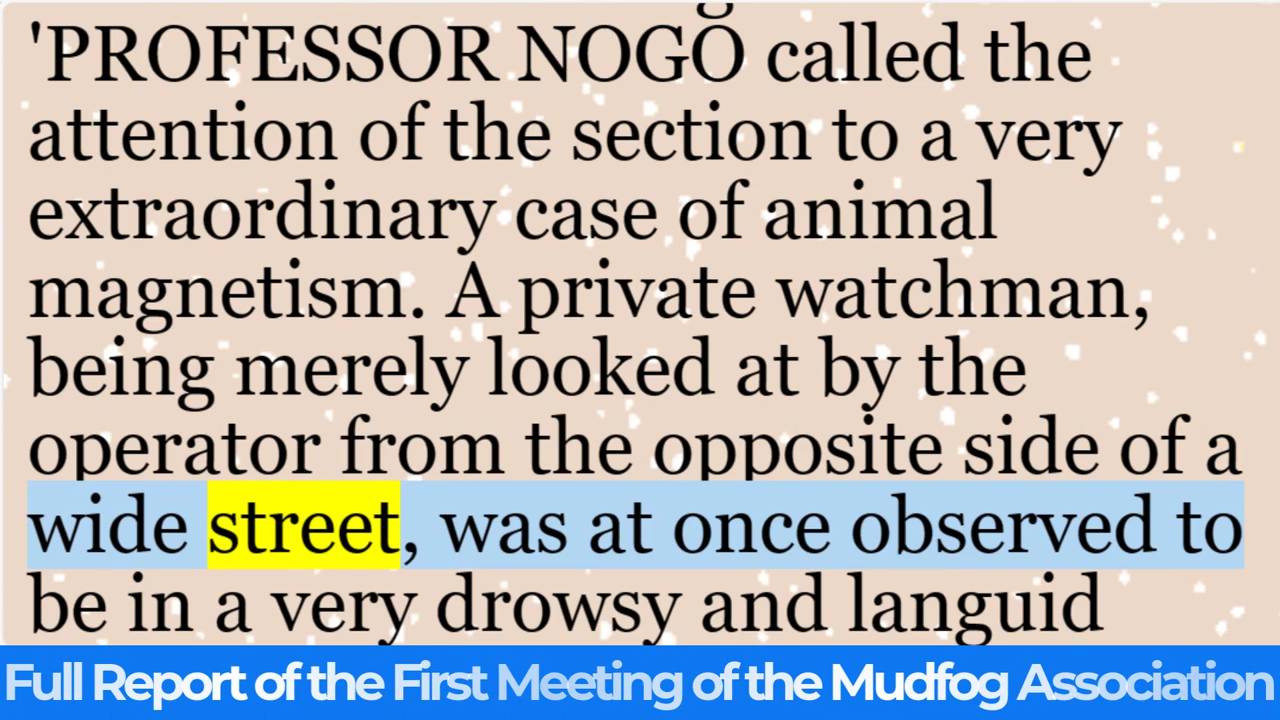 'PROFESSOR NOGO called the
attention of the section to a very
extraordinary case of animal
magnetism. A private watchman,
being merely looked at by the
operator from the opposite side of a
wide street, was at once observed to
be in a very drowsy and languid
Full Report of the First Meeting of the Mudfog Association